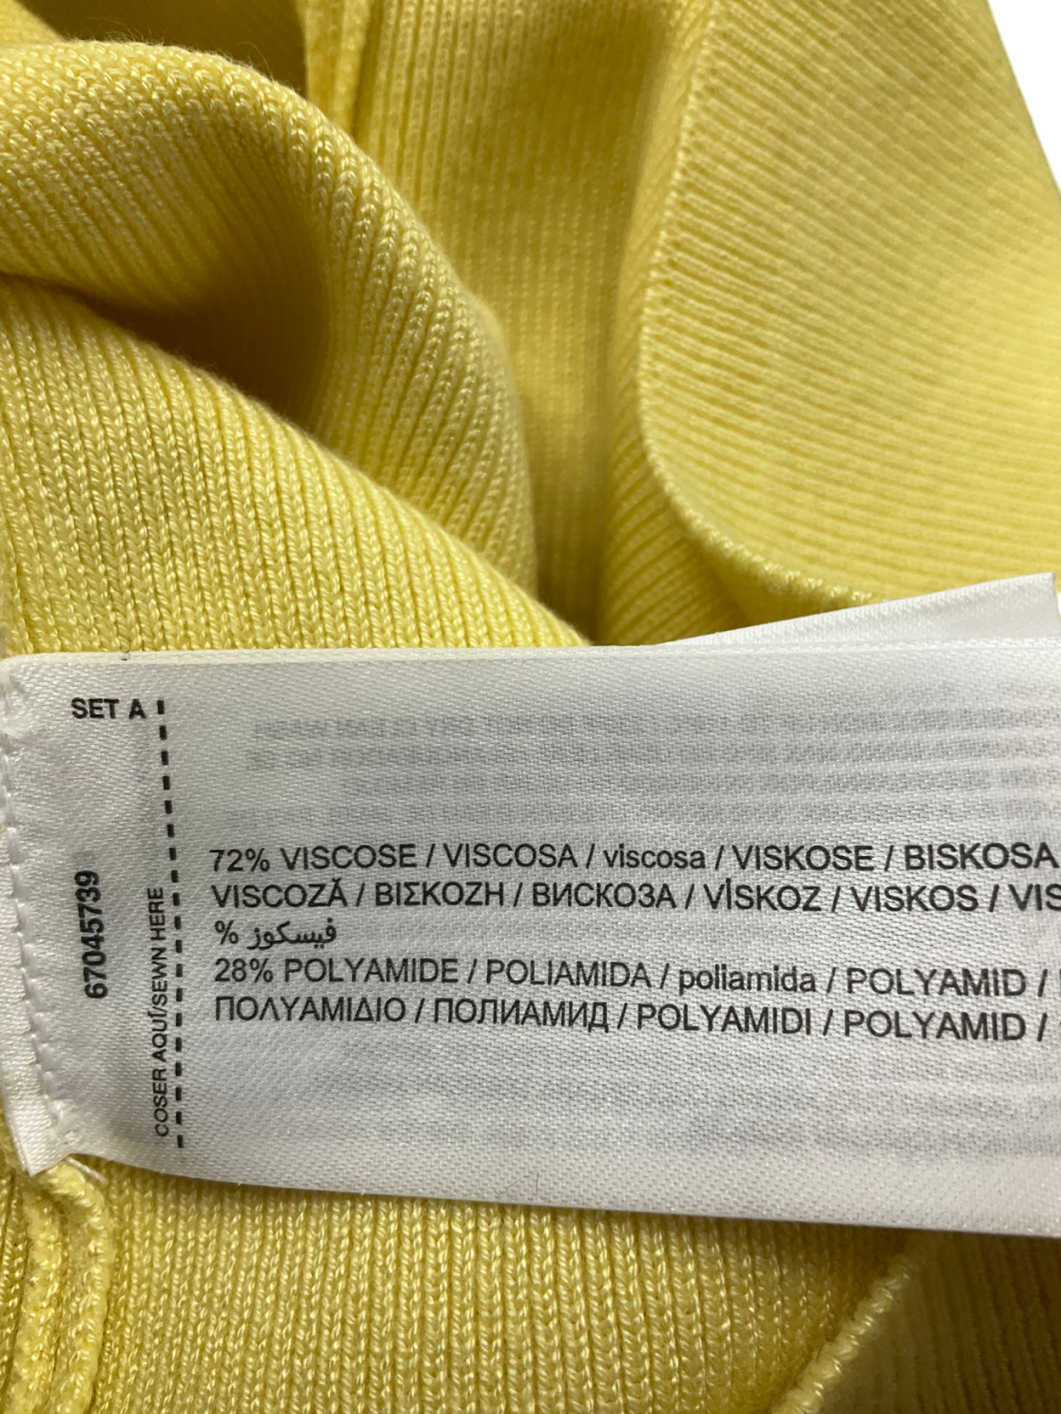 SET A
67045739
COSER AQUÍ/SEWN HERE
72% VISCOSE / VISCOSA / viscosa / VISKOSE / BISKOSA
VISCOZĂ / ΒΙΣΚΟΖΗ / ВИСКОЗА / VİSKOZ / VISKOS /
% فيسكوز
28% POLYAMIDE / POLIAMIDA / poliamida / POLYAMID /
ΠΟΛΥΑΜΙΔΙΟ / ПОЛИАМИД / POLYAMIDI / POLYAMID /